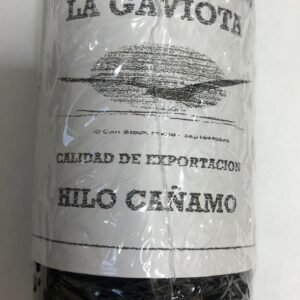 LA GAVIOTA
CALIDAD DE EXPORTACION
HILO CAÑAMO